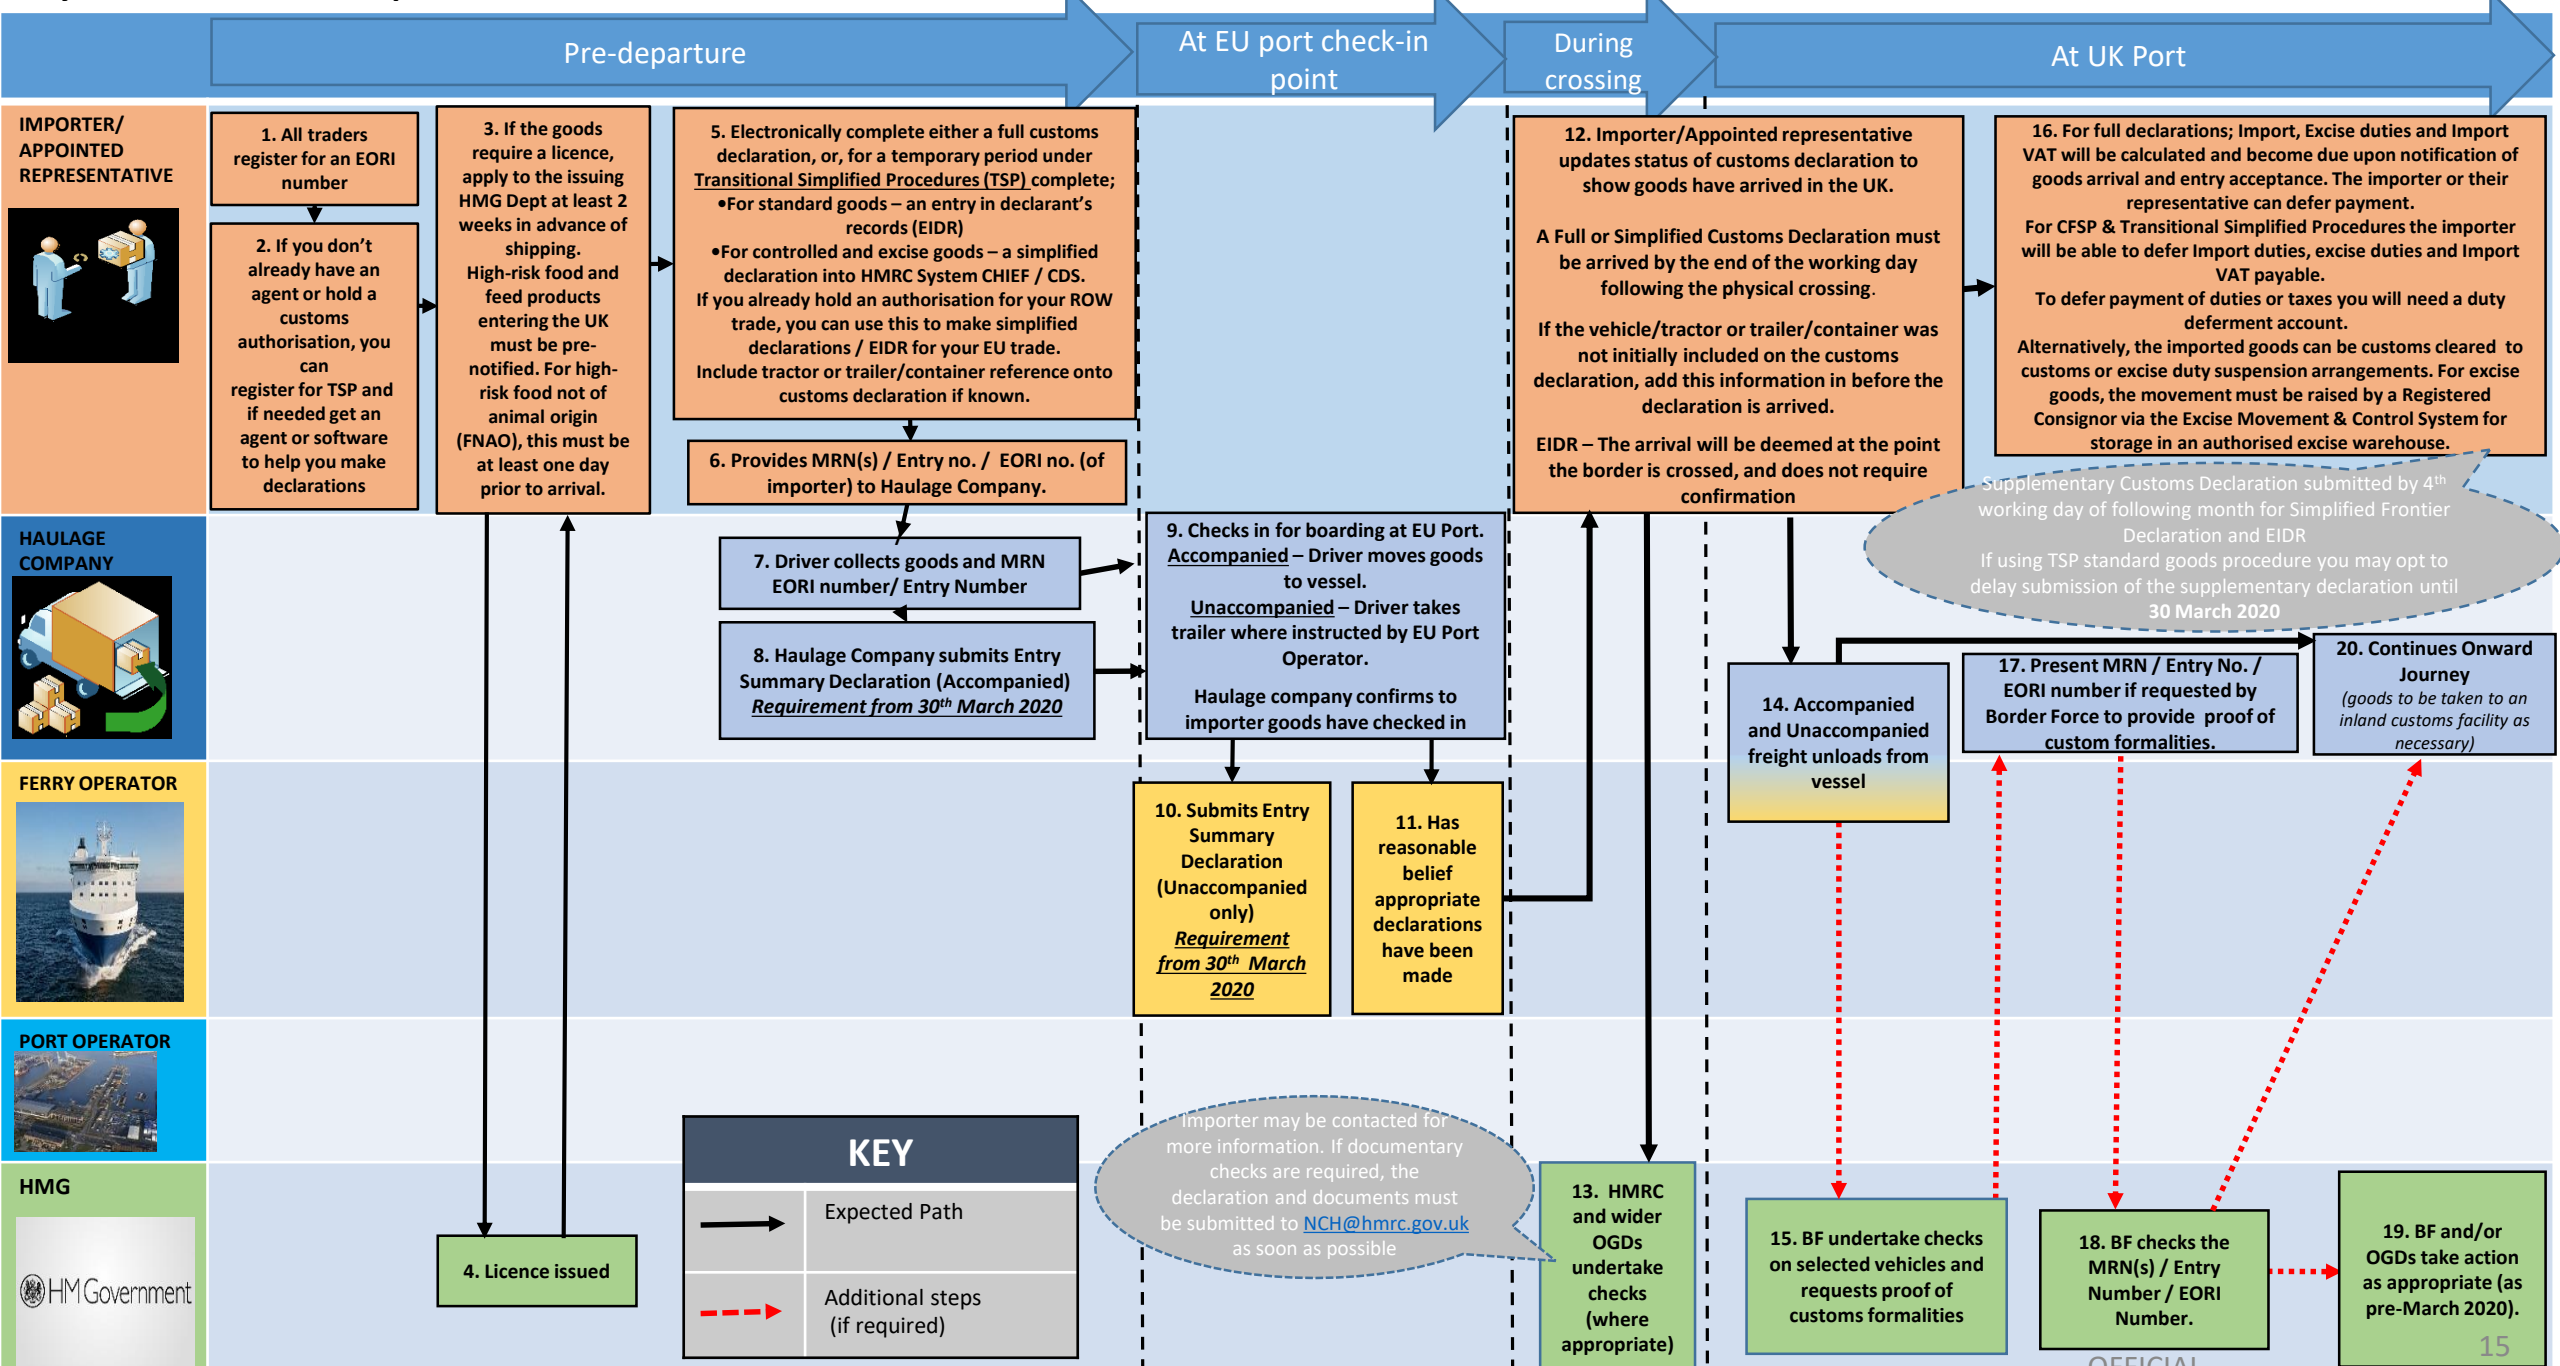 Pre-departure
At EU port check-in
point
During
crossing
At UK Port
IMPORTER/
APPOINTED
REPRESENTATIVE
1. All traders
register for an EORI
number
2. If you don't
already have an
agent or hold a
customs
authorisation, you
can
register for TSP and
if needed get an
agent or software
to help you make
declarations
3. If the goods
require a licence,
apply to the issuing
HMG Dept at least 2
weeks in advance of
shipping.
High-risk food and
feed products
entering the UK
must be pre-
notified. For high-
risk food not of
animal origin
(FNAO), this must be
at least one day
prior to arrival.
5. Electronically complete either a full customs
declaration, or, for a temporary period under
Transitional Simplified Procedures (TSP) complete;
•For standard goods – an entry in declarant's
records (EIDR)
•For controlled and excise goods – a simplified
declaration into HMRC System CHIEF / CDS.
If you already hold an authorisation for your ROW
trade, you can use this to make simplified
declarations / EIDR for your EU trade.
Include tractor or trailer/container reference onto
customs declaration if known.
6. Provides MRN(s) / Entry no. / EORI no. (of
importer) to Haulage Company.
12. Importer/Appointed representative
updates status of customs declaration to
show goods have arrived in the UK.
A Full or Simplified Customs Declaration must
be arrived by the end of the working day
following the physical crossing.
If the vehicle/tractor or trailer/container was
not initially included on the customs
declaration, add this information in before the
declaration is arrived.
EIDR – The arrival will be deemed at the point
the border is crossed, and does not require
confirmation
16. For full declarations; Import, Excise duties and Import
VAT will be calculated and become due upon notification of
goods arrival and entry acceptance. The importer or their
representative can defer payment.
For CFSP & Transitional Simplified Procedures the importer
will be able to defer Import duties, excise duties and Import
VAT payable.
To defer payment of duties or taxes you will need a duty
deferment account.
Alternatively, the imported goods can be customs cleared to
customs or excise duty suspension arrangements. For excise
goods, the movement must be raised by a Registered
Consignor via the Excise Movement & Control System for
storage in an authorised excise warehouse.
Supplementary Customs Declaration submitted by 4th
working day of following month for Simplified Frontier
Declaration and EIDR
If using TSP standard goods procedure you may opt to
delay submission of the supplementary declaration until
30 March 2020
HAULAGE
COMPANY
7. Driver collects goods and MRN
EORI number/ Entry Number
8. Haulage Company submits Entry
Summary Declaration (Accompanied)
Requirement from 30th March 2020
9. Checks in for boarding at EU Port.
Accompanied – Driver moves goods
to vessel.
Unaccompanied – Driver takes
trailer where instructed by EU Port
Operator.
Haulage company confirms to
importer goods have checked in
14. Accompanied
and Unaccompanied
freight unloads from
vessel
17. Present MRN / Entry No. /
EORI number if requested by
Border Force to provide proof of
custom formalities.
20. Continues Onward
Journey
(goods to be taken to an
inland customs facility as
necessary)
FERRY OPERATOR
10. Submits Entry
Summary
Declaration
(Unaccompanied
only)
Requirement
from 30th March
2020
11. Has
reasonable
belief
appropriate
declarations
have been
made
PORT OPERATOR
HMG
HM Government
4. Licence issued
KEY
Expected Path
Additional steps
(if required)
Importer may be contacted for
more information. If documentary
checks are required, the
declaration and documents must
be submitted to NCH@hmrc.gov.uk
as soon as possible
13. HMRC
and wider
OGDs
undertake
checks
(where
appropriate)
15. BF undertake checks
on selected vehicles and
requests proof of
customs formalities
18. BF checks the
MRN(s) / Entry
Number / EORI
Number.
19. BF and/or
OGDs take action
as appropriate (as
pre-March 2020).
15
OFFICIAL